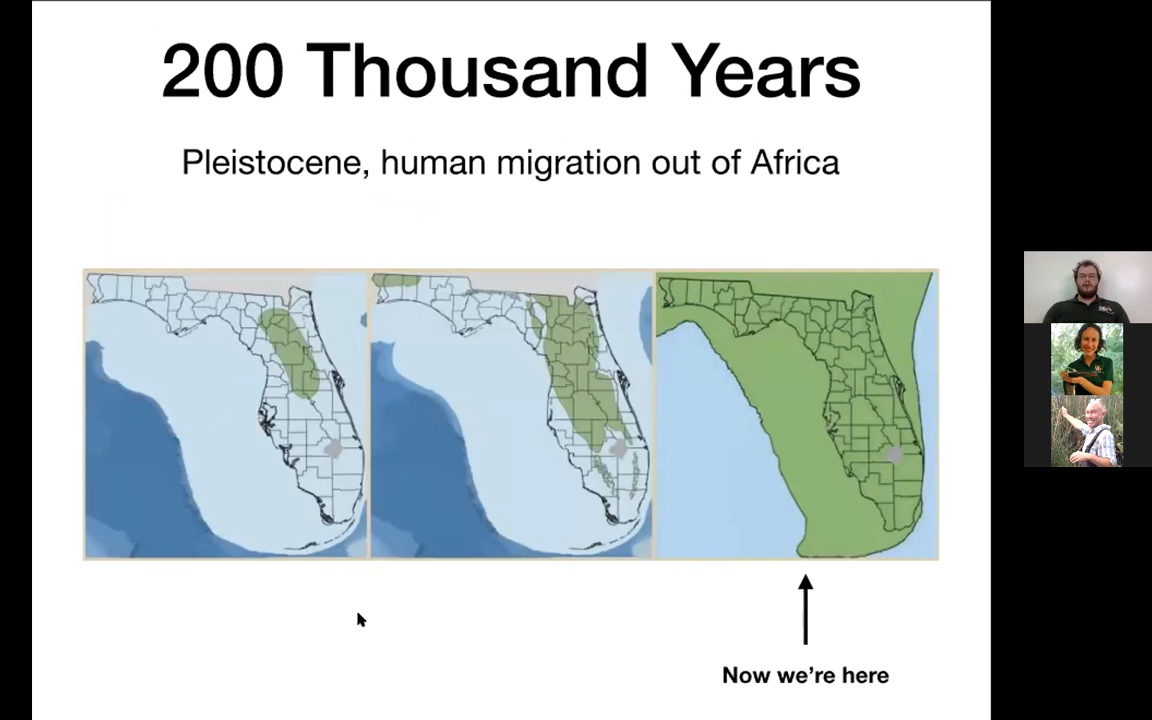 200 Thousand Years
Pleistocene, human migration out of Africa
Now we're here